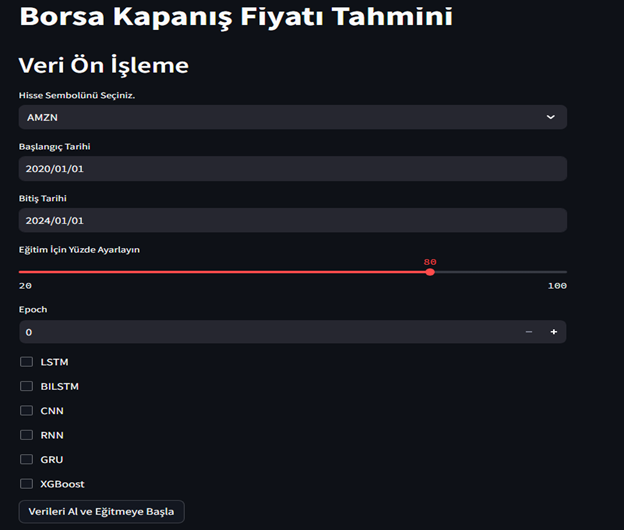 Borsa Kapanış Fiyatı Tahmini
Veri Ön İşleme
Hisse Sembolünü Seçiniz.
AMZN
Başlangıç Tarihi
2020/01/01
Bitiş Tarihi
2024/01/01
Eğitim İçin Yüzde Ayarlayın
80
20 100
Epoch
0 − +
LSTM
BILSTM
CNN
RNN
GRU
XGBoost
Verileri Al ve Eğitmeye Başla